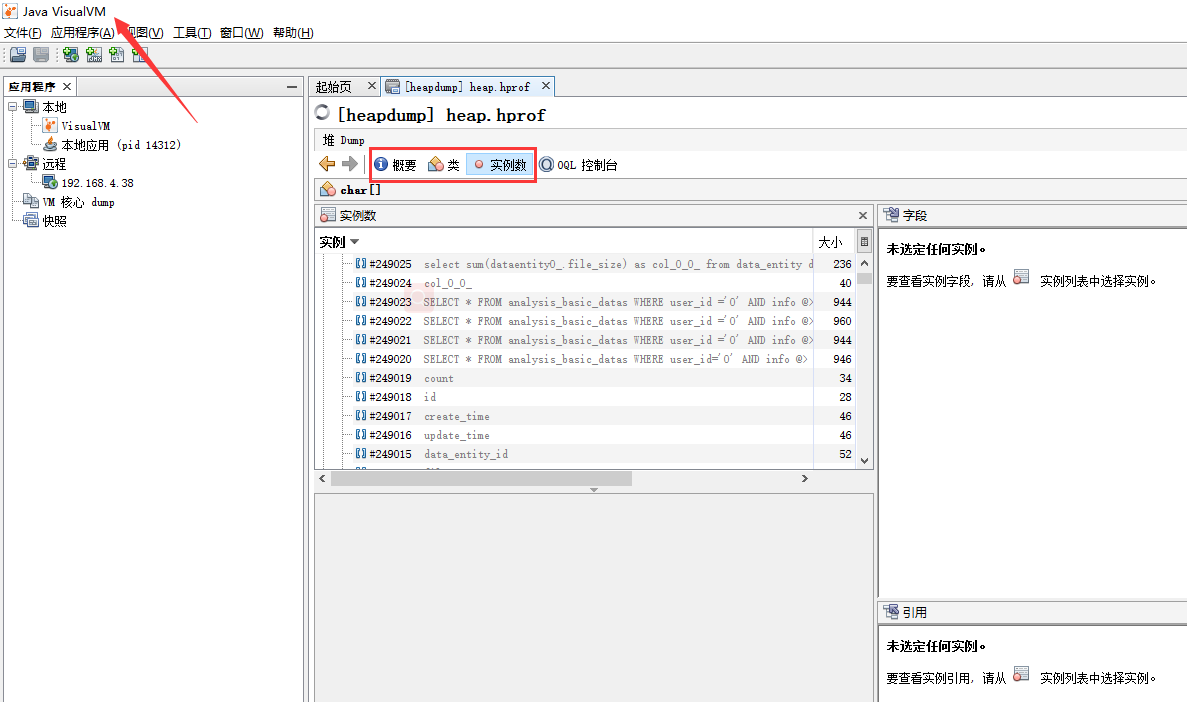 Java VisualVM
文件(F) 应用程序(A) 视图(V) 工具(T) 窗口(W) 帮助(H)
应用程序
本地
VisualVM
本地应用 (pid 14312)
远程
192.168.4.38
VM 核心 dump
快照
起始页 [heapdump] heap.hprof
[heapdump] heap.hprof
堆 Dump
概要 类 实例数 OQL 控制台
char[]
实例数
实例 大小
#249025 select sum(dataentity0_.file_size) as col_0_0_ from data_entity d 236
#249024 col_0_0_ 40
#249023 SELECT * FROM analysis_basic_datas WHERE user_id ='0' AND info @> 944
#249022 SELECT * FROM analysis_basic_datas WHERE user_id ='0' AND info @> 960
#249021 SELECT * FROM analysis_basic_datas WHERE user_id ='0' AND info @> 944
#249020 SELECT * FROM analysis_basic_datas WHERE user_id='0' AND info @> 946
#249019 count 34
#249018 id 28
#249017 create_time 46
#249016 update_time 46
#249015 data_entity_id 52
字段
未选定任何实例。
要查看实例字段, 请从 实例列表中选择实例。
引用
未选定任何实例。
要查看实例引用, 请从 实例列表中选择实例。